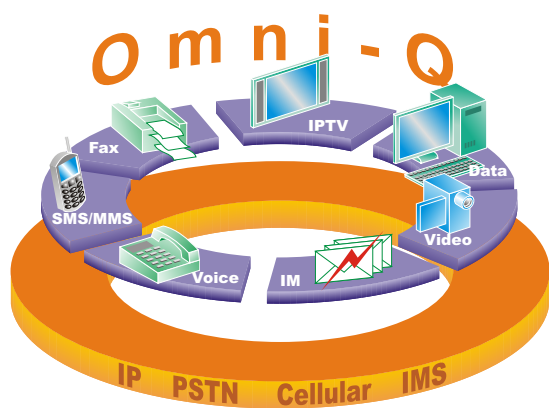 Omni-Q
IPTV
Fax
Data
SMS/MMS
Video
Voice
IM
IP PSTN Cellular IMS